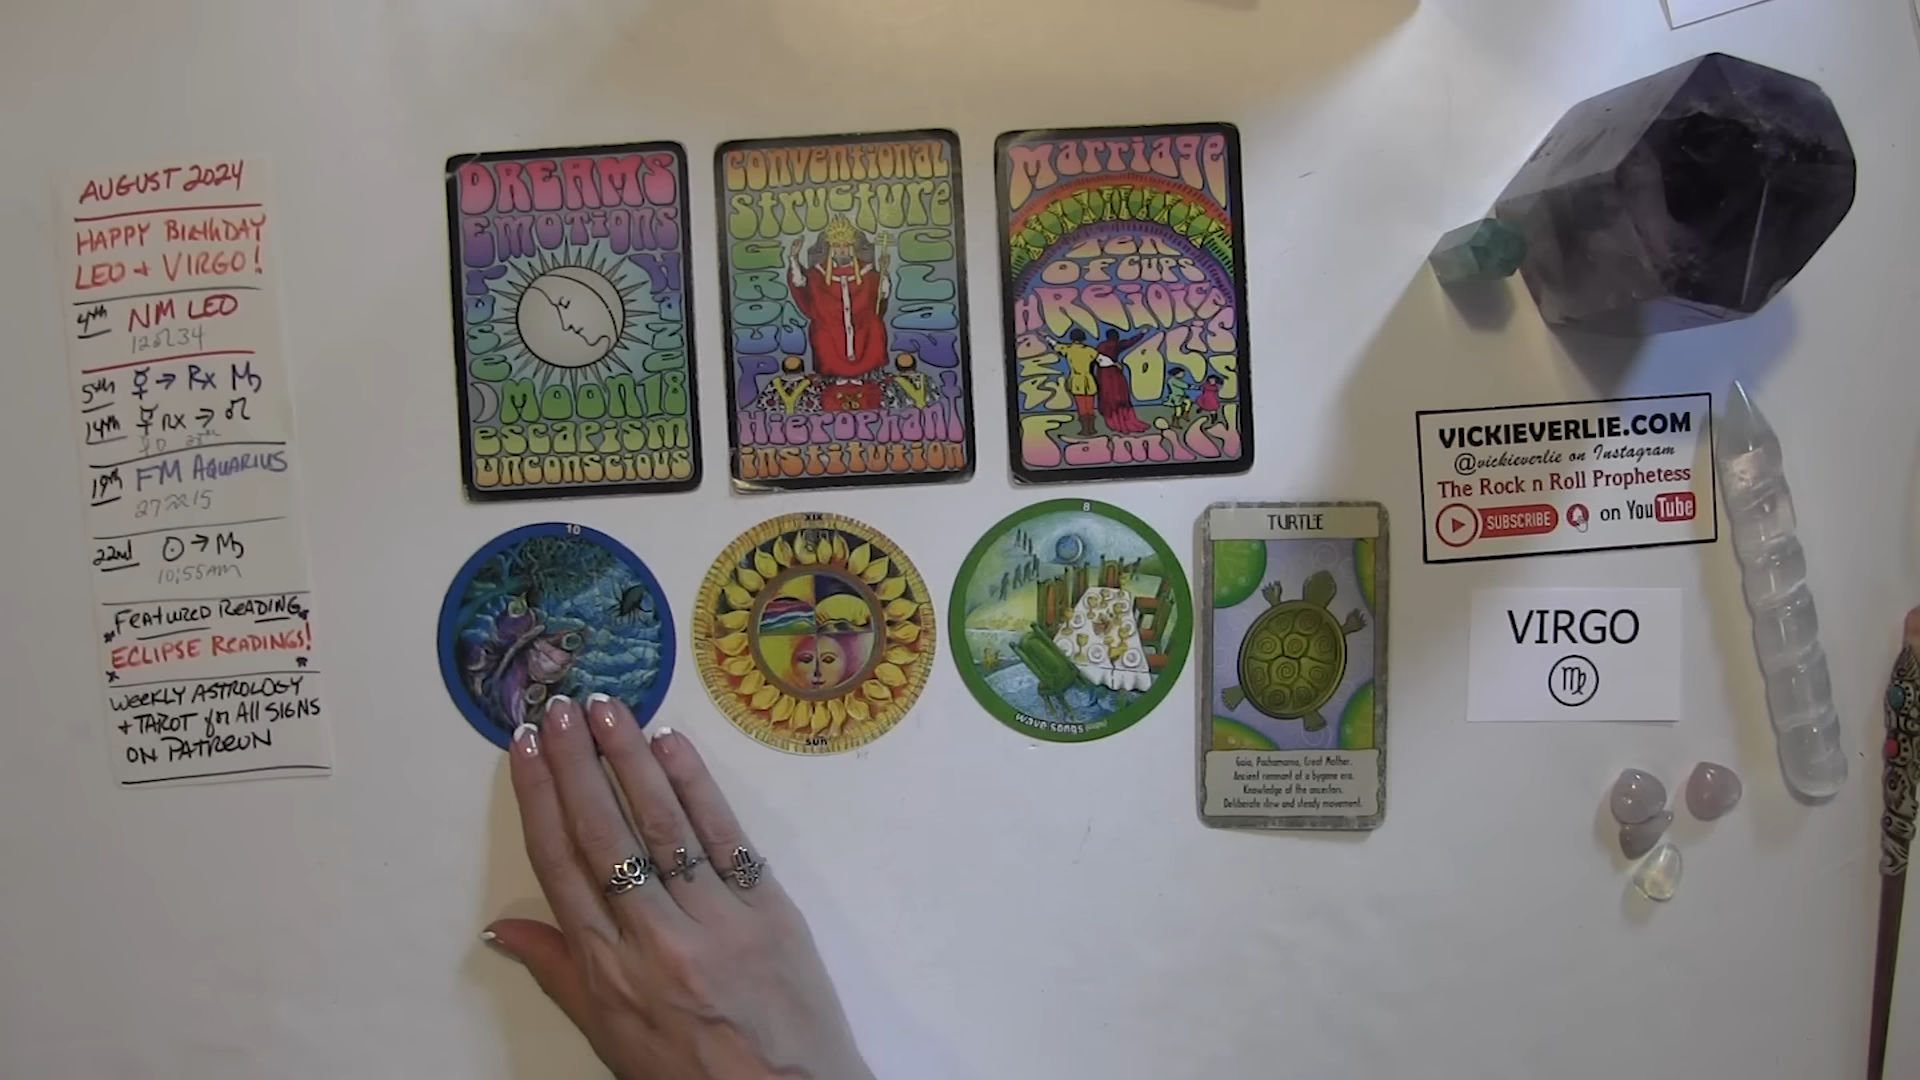 AUGUST 2024
HAPPY BIRTHDAY
LEO + VIRGO!
4th NM LEO
12♌34
5th ☿→ Rx ♍
14th ☿ Rx → ♌
19th FM AQUARIUS
27♒15
22nd ☉→♍
10:55AM
FEATURED READING
ECLIPSE READINGS!
WEEKLY ASTROLOGY
+ TAROT for All SIGNS
ON PATREON
DREAMS
EMOTIONS
Muse
Haze
MOON 18
escapism
unconscious
Conventional
Structure
GROUP
CLAN
Hierophant
institution
Marriage
Ten
OF CUPS
Rejoice
Bliss
Family
10
XIX
sun
8
wave songs
TURTLE
Gaia, Pachamama, Great Mother.
Ancient remnant of a bygone era.
Knowledge of the ancestors.
Deliberate slow and steady movement.
VICKIEVERLIE.COM
@vickieverlie on Instagram
The Rock n Roll Prophetess
SUBSCRIBE on YouTube
VIRGO
♍